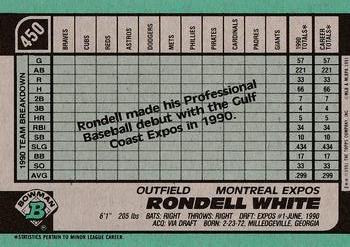 450
BRAVES
CUBS
REDS
ASTROS
DODGERS
METS
PHILLIES
PIRATES
CARDINALS
PADRES
GIANTS
1990 TOTALS*
CAREER TOTALS*
1990 TEAM BREAKDOWN
G 57 57
AB 221 221
R 33 33
H 66 66
2B 7 7
3B 4 4
HR 5 5
RBI 34 34
SB 10 10
SLG .434 .434
BB 12 12
SO 33 33
AVG .299 .299
Rondell made his Professional
Baseball debut with the Gulf
Coast Expos in 1990.
BOWMAN
B
OUTFIELD MONTREAL EXPOS
RONDELL WHITE
6'1" 205 lbs BATS: RIGHT THROWS: RIGHT DRAFT: EXPOS #1-JUNE, 1990
ACQ: VIA DRAFT BORN: 2-23-72, MILLEDGEVILLE, GEORGIA
*STATISTICS PERTAIN TO MINOR LEAGUE CAREER